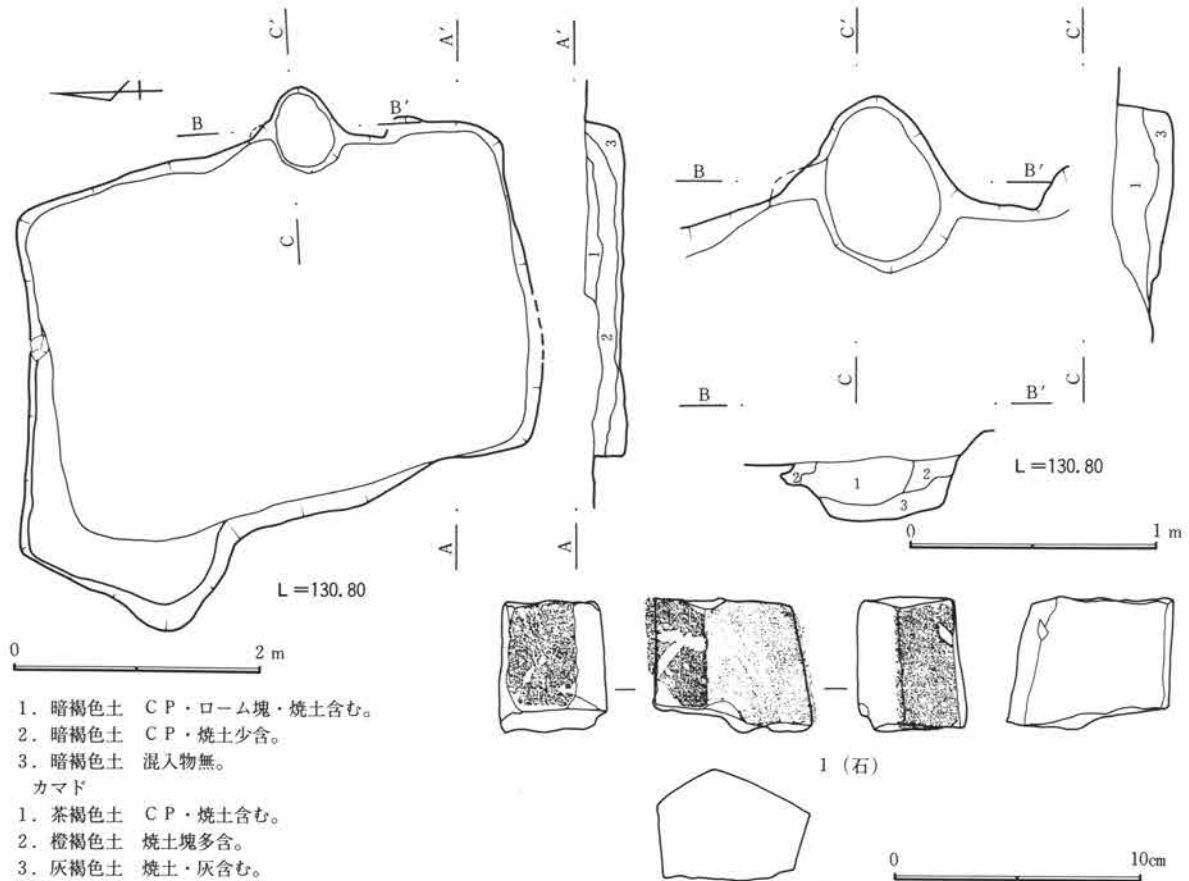 C′
A′
A′
B
B′
C
1
2
3
A
A
L＝130.80
0 2 m
C′
C′
B
B′
1
3
C
C
B
B′
2
1
2
3
L＝130.80
0 1 m
1．暗褐色土 ＣＰ・ローム塊・焼土含む。
2．暗褐色土 ＣＰ・焼土少含。
3．暗褐色土 混入物無。
カマド
1．茶褐色土 ＣＰ・焼土含む。
2．橙褐色土 焼土塊多含。
3．灰褐色土 焼土・灰含む。
1（石）
0 10cm